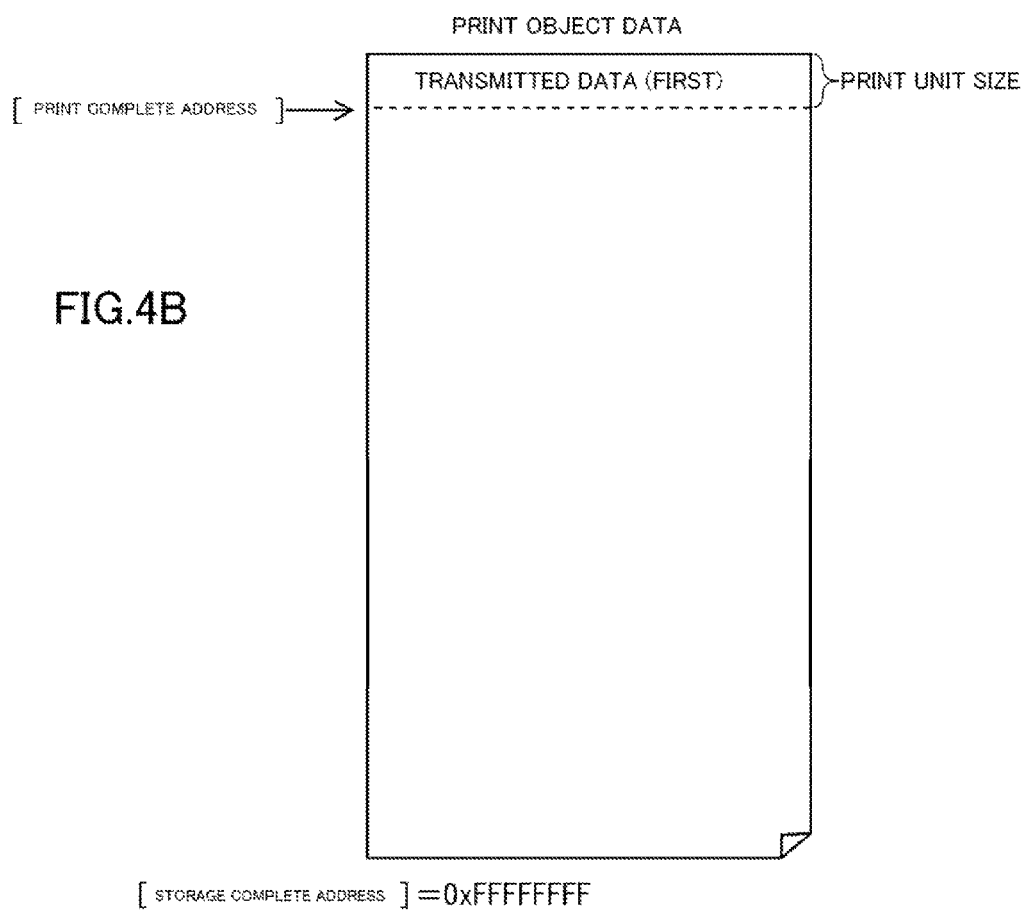 PRINT OBJECT DATA
TRANSMITTED DATA (FIRST)
PRINT UNIT SIZE
[ PRINT COMPLETE ADDRESS ]
FIG.4B
[ STORAGE COMPLETE ADDRESS ]=0xFFFFFFFF